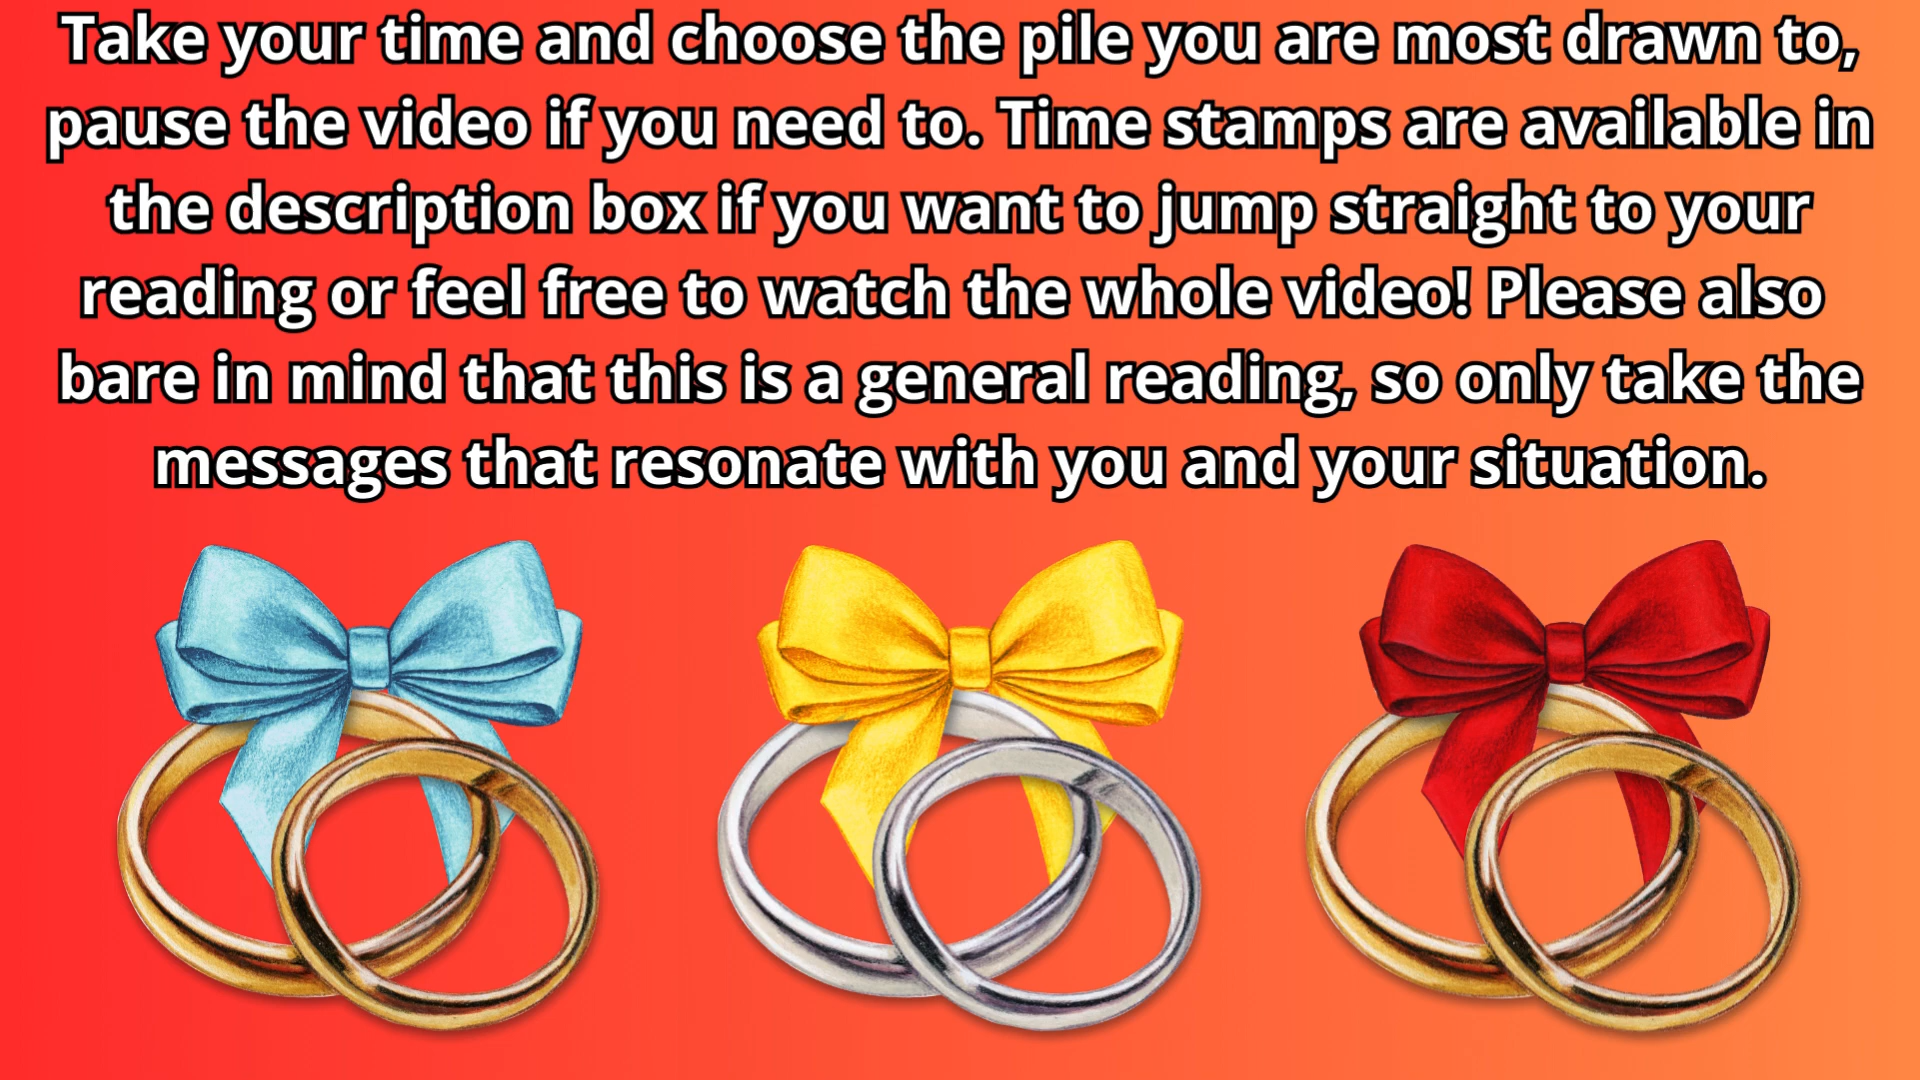 Take your time and choose the pile you are most drawn to,
pause the video if you need to. Time stamps are available in
the description box if you want to jump straight to your
reading or feel free to watch the whole video! Please also
bare in mind that this is a general reading, so only take the
messages that resonate with you and your situation.